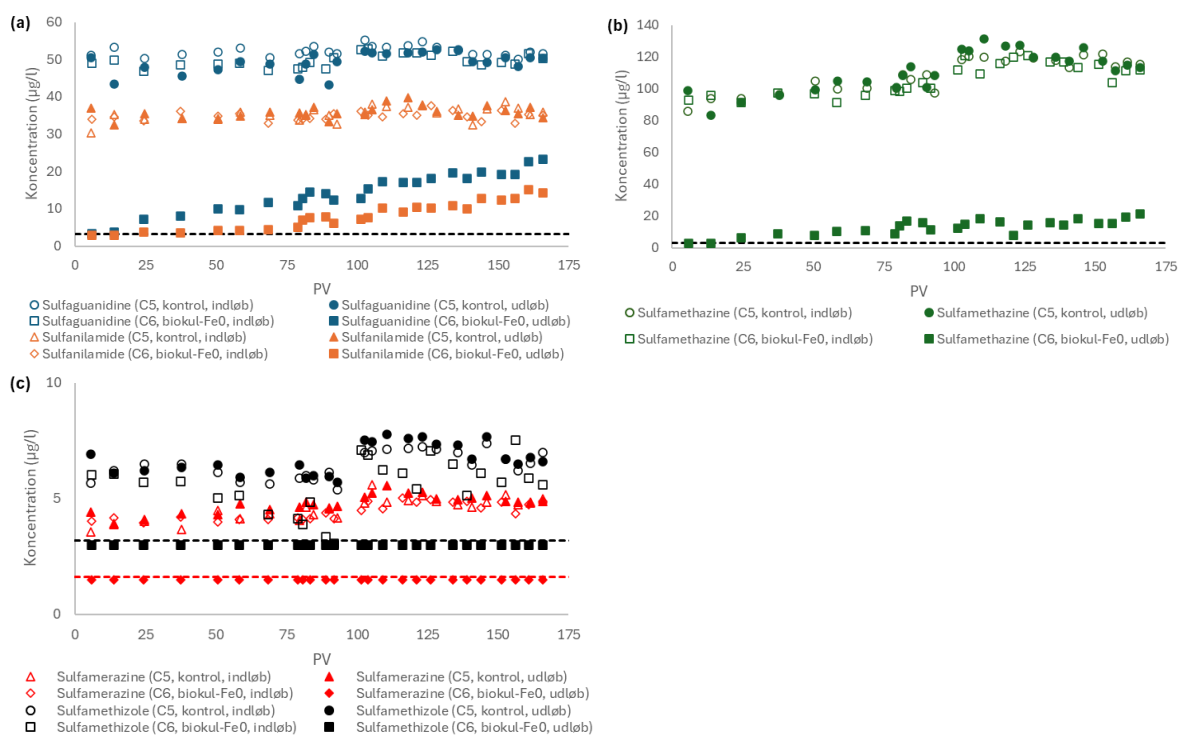 (a)
Koncentration (µg/l)
60
50
40
30
20
10
0
0 25 50 75 100 125 150 175
PV
Sulfaguanidine (C5, kontrol, indløb) Sulfaguanidine (C5, kontrol, udløb)
Sulfaguanidine (C6, biokul-Fe0, indløb) Sulfaguanidine (C6, biokul-Fe0, udløb)
Sulfanilamide (C5, kontrol, indløb) Sulfanilamide (C5, kontrol, udløb)
Sulfanilamide (C6, biokul-Fe0, indløb) Sulfanilamide (C6, biokul-Fe0, udløb)
(b)
Koncentration (µg/l)
140
120
100
80
60
40
20
0
0 25 50 75 100 125 150 175
PV
Sulfamethazine (C5, kontrol, indløb) Sulfamethazine (C5, kontrol, udløb)
Sulfamethazine (C6, biokul-Fe0, indløb) Sulfamethazine (C6, biokul-Fe0, udløb)
(c)
Koncentration (µg/l)
10
5
0
0 25 50 75 100 125 150 175
PV
Sulfamerazine (C5, kontrol, indløb) Sulfamerazine (C5, kontrol, udløb)
Sulfamerazine (C6, biokul-Fe0, indløb) Sulfamerazine (C6, biokul-Fe0, udløb)
Sulfamethizole (C5, kontrol, indløb) Sulfamethizole (C5, kontrol, udløb)
Sulfamethizole (C6, biokul-Fe0, indløb) Sulfamethizole (C6, biokul-Fe0, udløb)